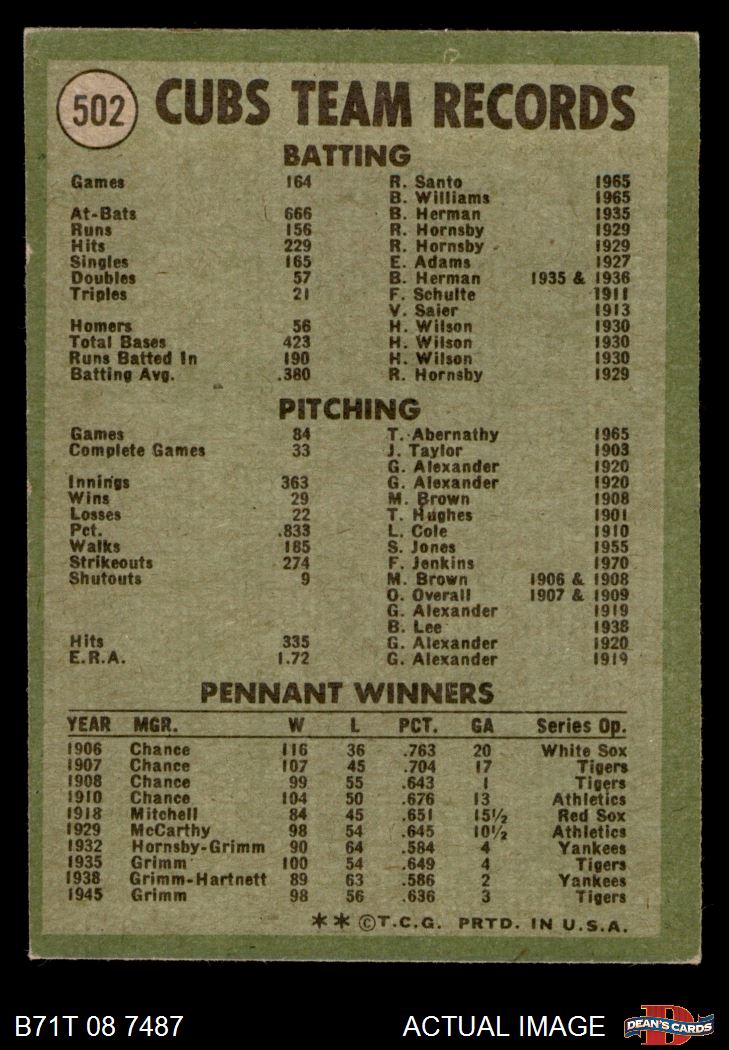 502 CUBS TEAM RECORDS
BATTING
Games 164 R. Santo 1965
B. Williams 1965
At-Bats 666 B. Herman 1935
Runs 156 R. Hornsby 1929
Hits 229 R. Hornsby 1929
Singles 165 E. Adams 1927
Doubles 57 B. Herman 1935 & 1936
Triples 21 F. Schulte 1911
V. Saier 1913
Homers 56 H. Wilson 1930
Total Bases 423 H. Wilson 1930
Runs Batted In 190 H. Wilson 1930
Batting Avg. .380 R. Hornsby 1929
PITCHING
Games 84 T. Abernathy 1965
Complete Games 33 J. Taylor 1903
G. Alexander 1920
Innings 363 G. Alexander 1920
Wins 29 M. Brown 1908
Losses 22 T. Hughes 1901
Pct. .833 L. Cole 1910
Walks 185 S. Jones 1955
Strikeouts 274 F. Jenkins 1970
Shutouts 9 M. Brown 1906 & 1908
O. Overall 1907 & 1909
G. Alexander 1919
B. Lee 1938
Hits 335 G. Alexander 1920
E.R.A. 1.72 G. Alexander 1919
PENNANT WINNERS
YEAR MGR. W L PCT. GA Series Op.
1906 Chance 116 36 .763 20 White Sox
1907 Chance 107 45 .704 17 Tigers
1908 Chance 99 55 .643 1 Tigers
1910 Chance 104 50 .676 13 Athletics
1918 Mitchell 84 45 .651 15½ Red Sox
1929 McCarthy 98 54 .645 10½ Athletics
1932 Hornsby-Grimm 90 64 .584 4 Yankees
1935 Grimm 100 54 .649 4 Tigers
1938 Grimm-Hartnett 89 63 .586 2 Yankees
1945 Grimm 98 56 .636 3 Tigers
** ©T.C.G. PRTD. IN U.S.A.
B71T 08 7487 ACTUAL IMAGE DEAN'S CARDS